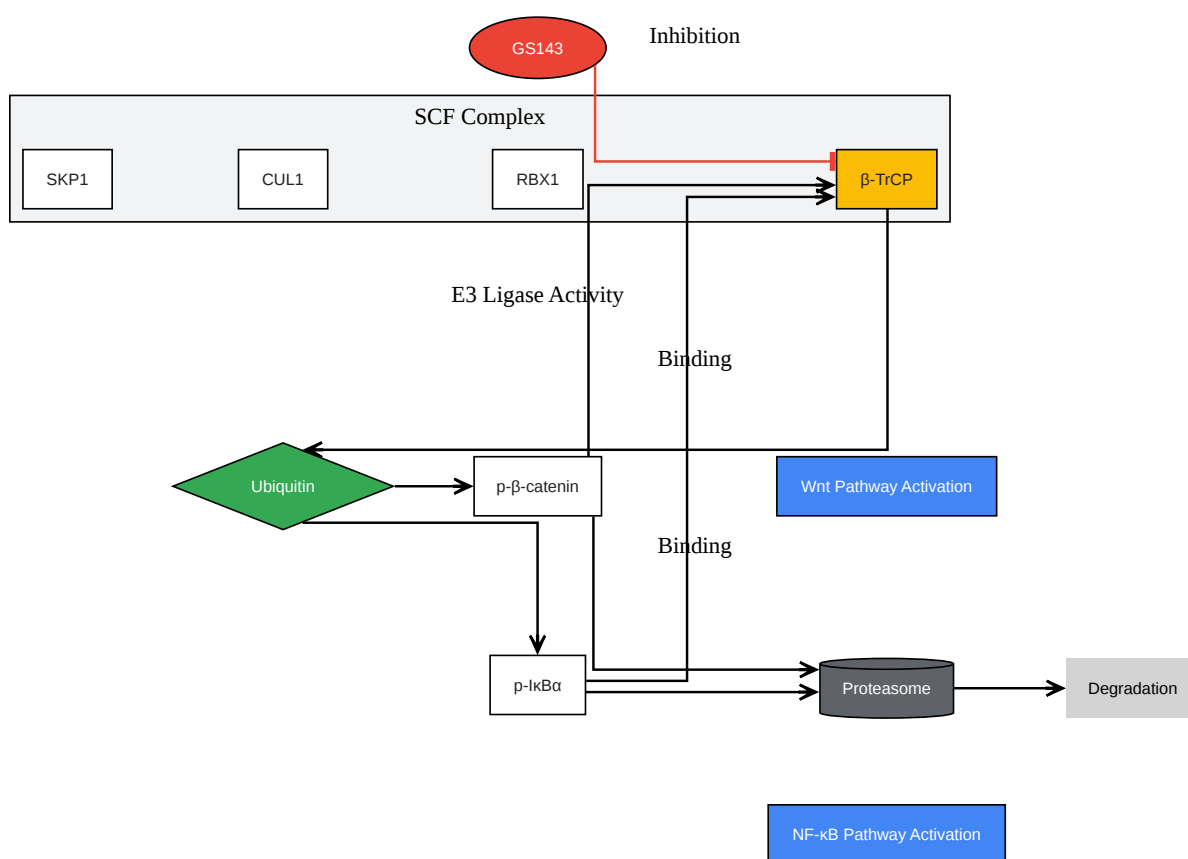 GS143
Inhibition
SCF Complex
SKP1
CUL1
RBX1
β-TrCP
E3 Ligase Activity
Binding
Ubiquitin
p-β-catenin
Wnt Pathway Activation
Binding
p-IκBα
Proteasome
Degradation
NF-κB Pathway Activation